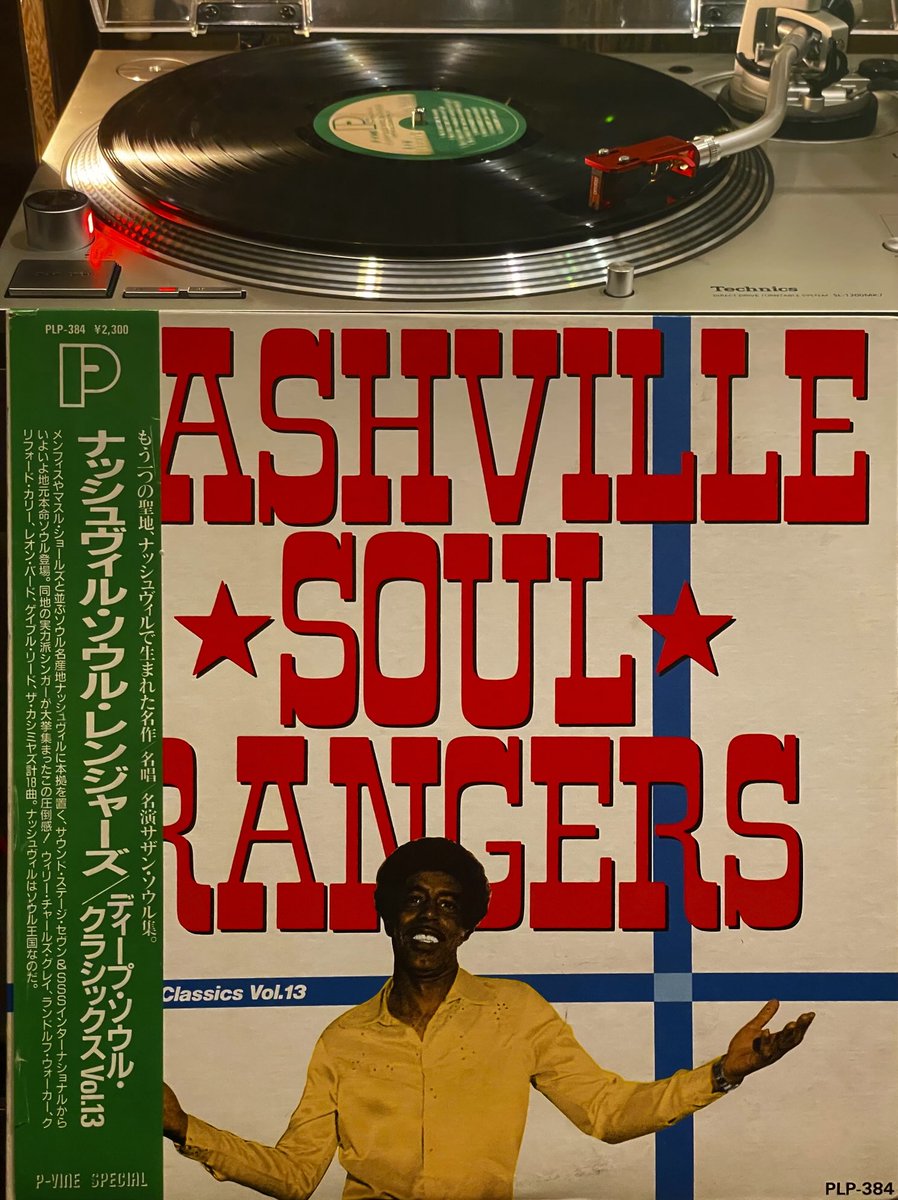 Technics
DIRECT DRIVE TURNTABLE SYSTEM SL-1200MK7
PLP-384 ¥2,300
P
もう一つの聖地、ナッシュヴィルで生まれた名作 名唱 名演サザン・ソウル集。
ナッシュヴィル・ソウル・レンジャーズ/ディープ・ソウル・クラシックスVol.13
メンフィスやマスル・ショールズと並ぶソウル名産地ナッシュヴィルに本拠を置く、サウンド・ステージ・セヴン&SSSインターナショナルから
いよいよ地元本命ソウル登場。同地の実力派シンガーが大挙集まったこの圧倒感! ウィリー・チャールズ・グレイ、ランドルフ・ウォーカー、ク
リフォード・カリー、レオン・バード、ゲイブル・リード、ザ・カシミヤズ計18曲。ナッシュヴィルはソウル王国なのだ。
P-VINE SPECIAL
ASHVILLE
★SOUL★
RANGERS
Classics Vol.13
PLP-384